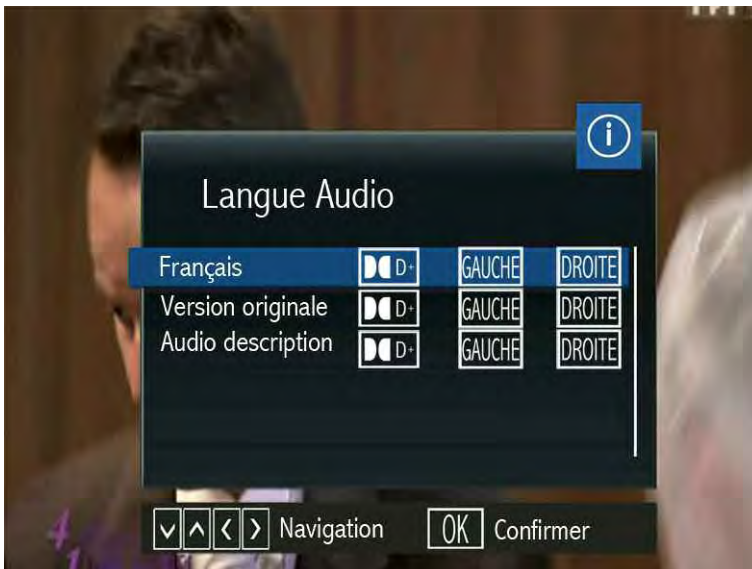 i
Langue Audio
Français D+ GAUCHE DROITE
Version originale D+ GAUCHE DROITE
Audio description D+ GAUCHE DROITE
Navigation OK Confirmer